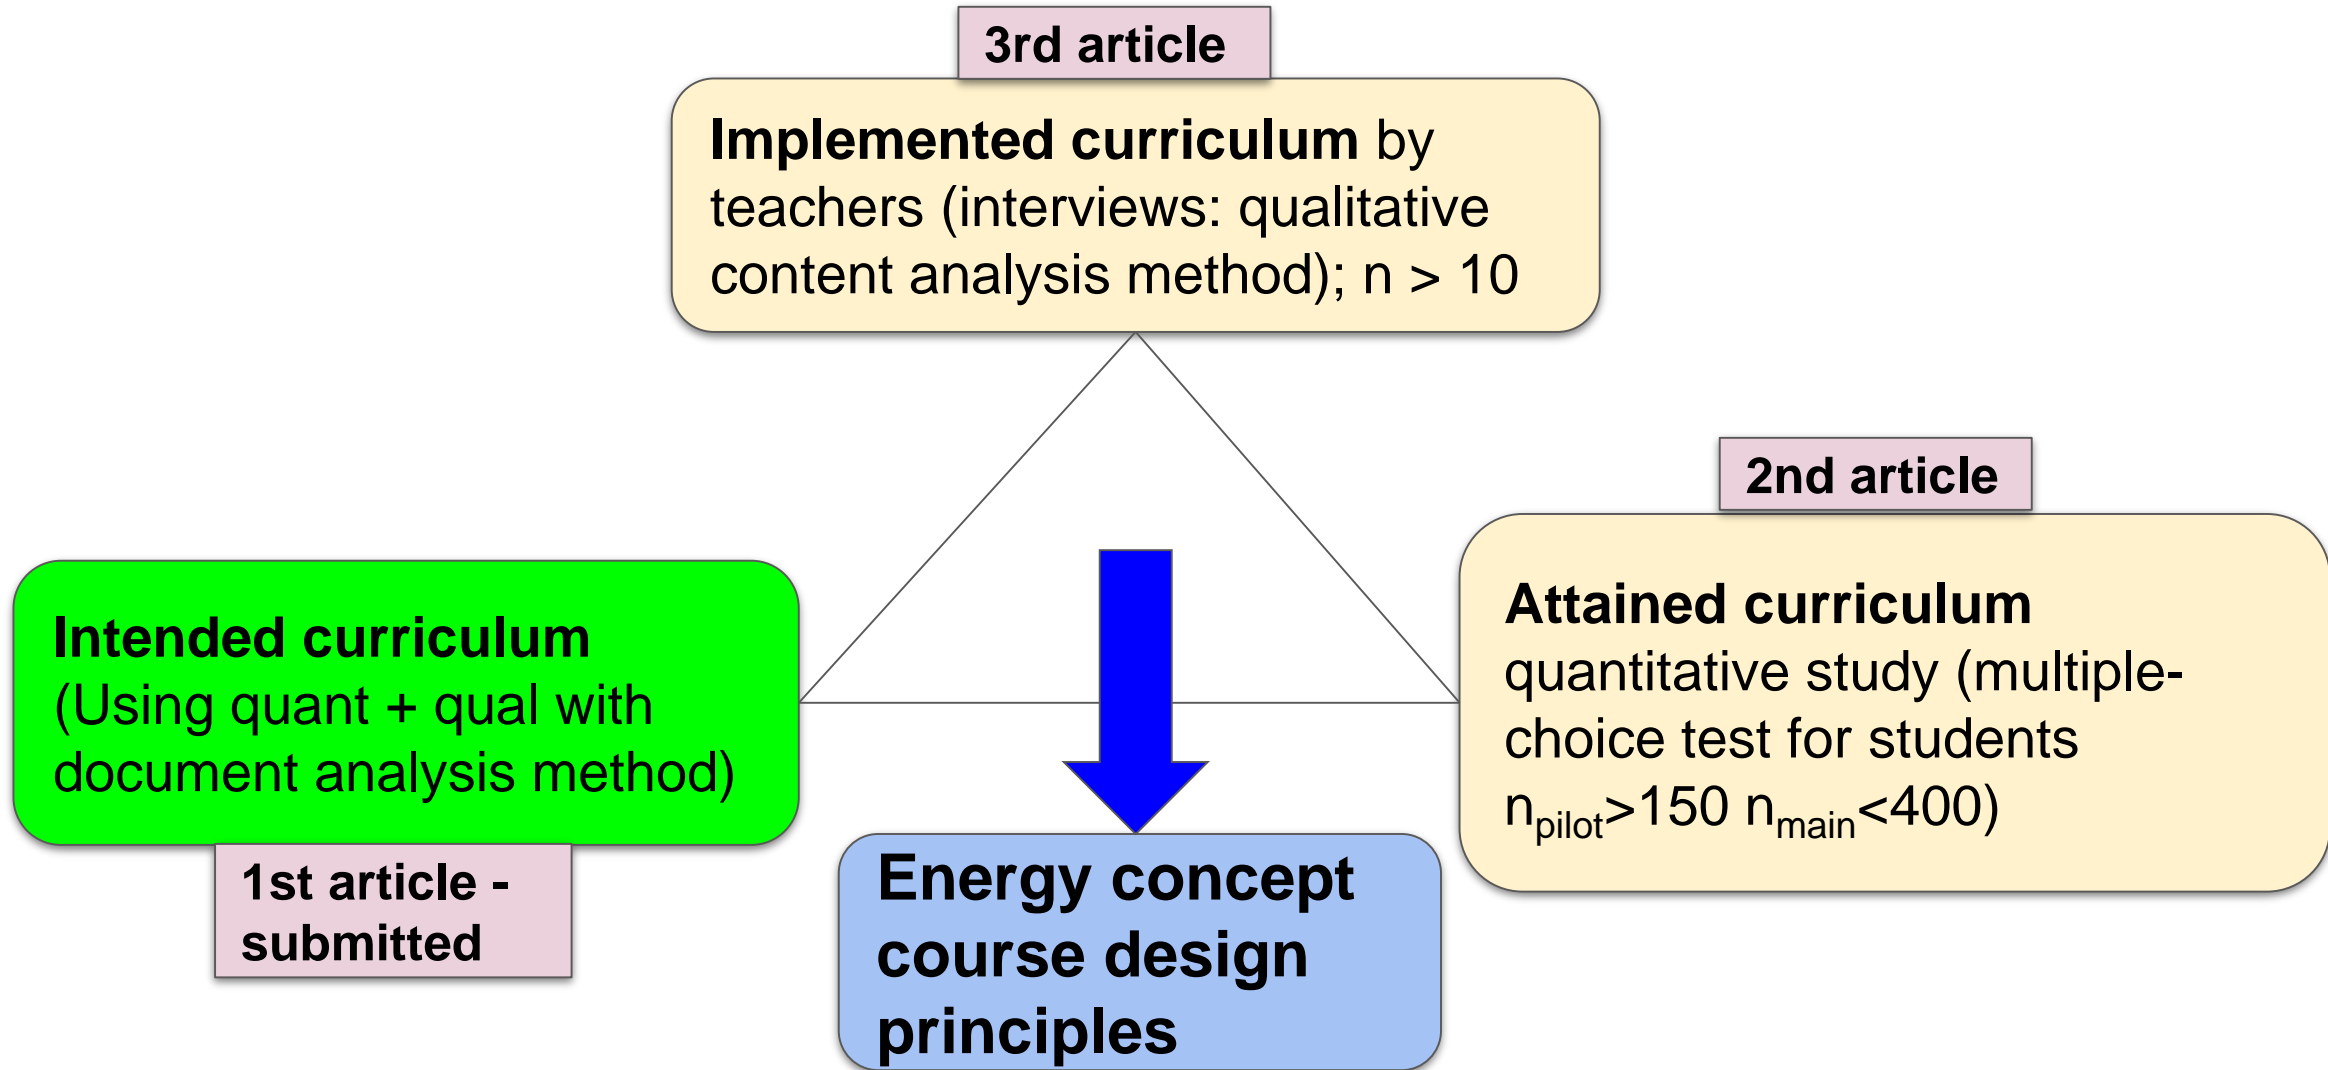 3rd article
Implemented curriculum by
teachers (interviews: qualitative
content analysis method); n > 10
2nd article
Attained curriculum
quantitative study (multiple-
choice test for students
npilot>150 nmain<400)
Intended curriculum
(Using quant + qual with
document analysis method)
1st article -
submitted
Energy concept
course design
principles